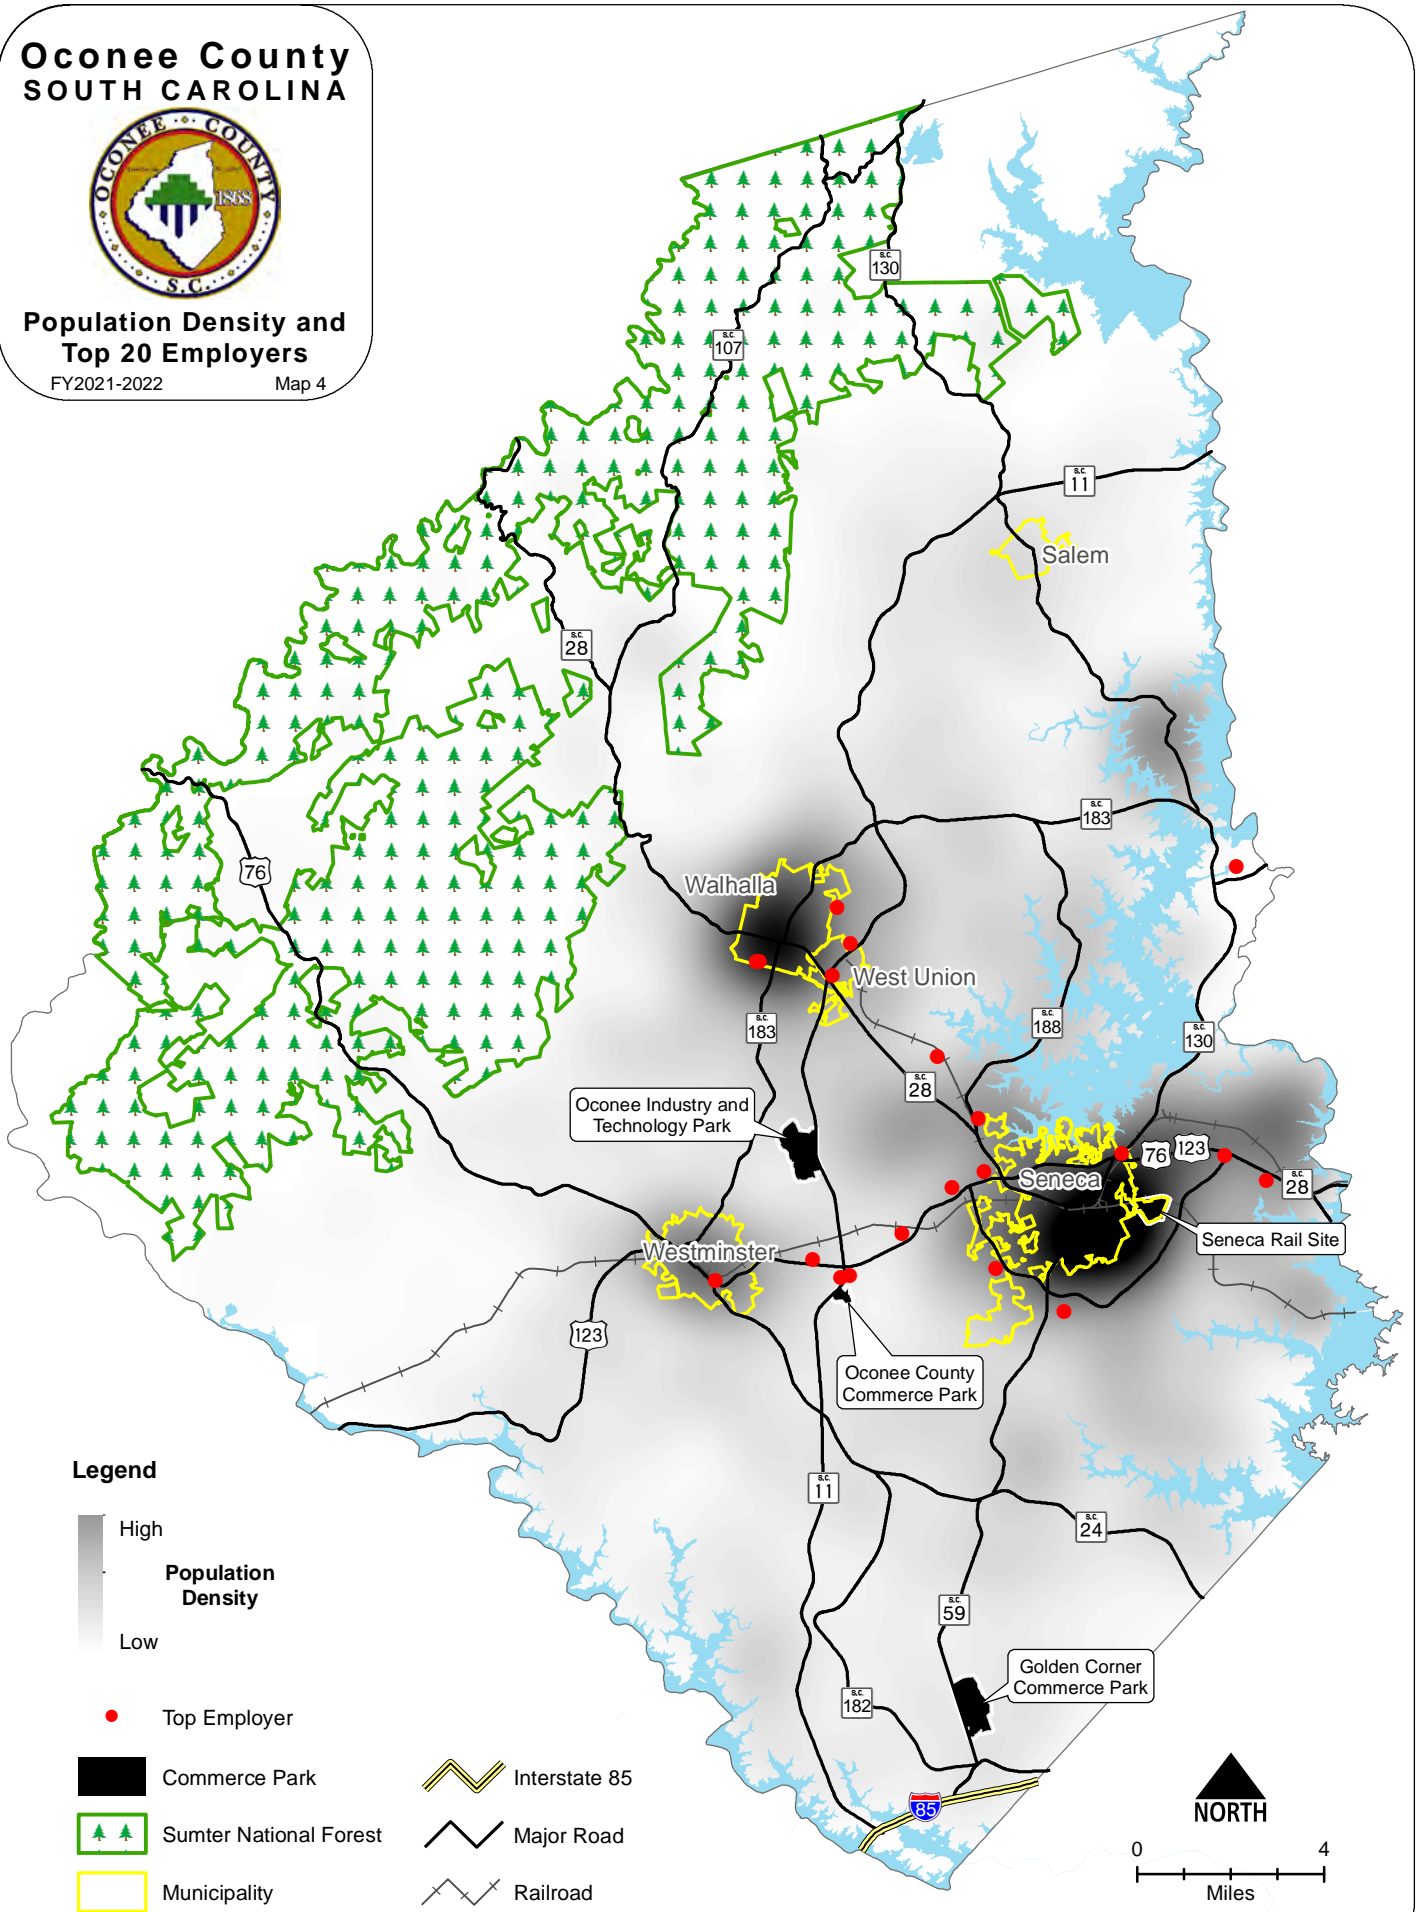 Oconee County
SOUTH CAROLINA
OCONEE COUNTY
1868
S.C.
Population Density and
Top 20 Employers
FY2021-2022
Map 4
S.C.
130
S.C.
107
S.C.
11
Salem
S.C.
28
S.C.
183
76
Walhalla
West Union
S.C.
183
S.C.
188
S.C.
130
S.C.
28
Oconee Industry and
Technology Park
76
123
Seneca
S.C.
28
Seneca Rail Site
Westminster
123
Oconee County
Commerce Park
S.C.
11
S.C.
24
S.C.
59
Golden Corner
Commerce Park
S.C.
182
85
Legend
High
Population
Density
Low
Top Employer
Commerce Park
Interstate 85
Sumter National Forest
Major Road
Municipality
Railroad
NORTH
0
4
Miles